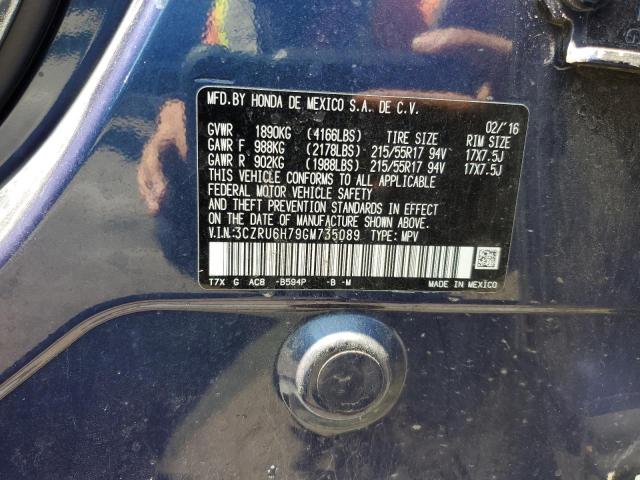 MFD.BY HONDA DE MEXICO S.A. DE C.V.
02/'16
GVWR 1890KG (4166LBS) TIRE SIZE RIM SIZE
GAWR F 988KG (2178LBS) 215/55R17 94V 17X7.5J
GAWR R 902KG (1988LBS) 215/55R17 94V 17X7.5J
THIS VEHICLE CONFORMS TO ALL APPLICABLE
FEDERAL MOTOR VEHICLE SAFETY
AND THEFT PREVENTION STANDARDS IN EFFECT
ON THE DATE OF MANUFACTURE SHOWN ABOVE.
V.I.N:3CZRU6H79GM735089 TYPE: MPV
T7X G AC8 -B594P -B -M MADE IN MEXICO